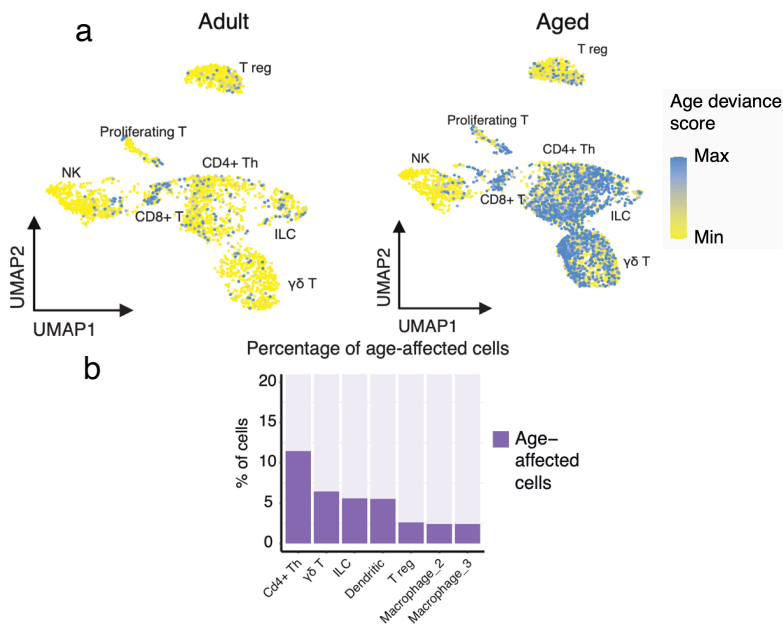 a
Adult
Aged
T reg
Proliferating T
NK
CD4+ Th
CD8+ T
ILC
γδ T
UMAP2
UMAP1
T reg
Proliferating T
NK
CD4+ Th
CD8+ T
ILC
γδ T
UMAP2
UMAP1
Age deviance
score
Max
Min
b
Percentage of age-affected cells
% of cells
20
15
10
5
0
Cd4+ Th
γδ T
ILC
Dendritic
T reg
Macrophage_2
Macrophage_3
Age–
affected
cells